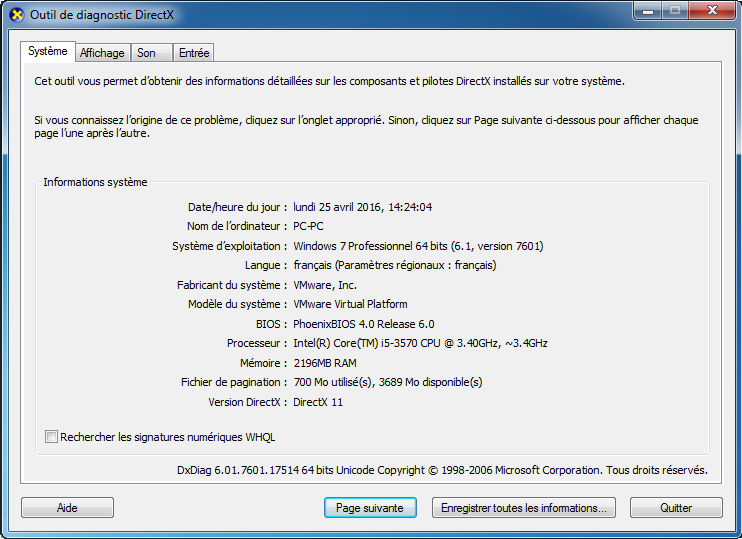 Outil de diagnostic DirectX
Système Affichage Son Entrée
Cet outil vous permet d'obtenir des informations détaillées sur les composants et pilotes DirectX installés sur votre système.
Si vous connaissez l'origine de ce problème, cliquez sur l'onglet approprié. Sinon, cliquez sur Page suivante ci-dessous pour afficher chaque
page l'une après l'autre.
Informations système
Date/heure du jour : lundi 25 avril 2016, 14:24:04
Nom de l'ordinateur : PC-PC
Système d'exploitation : Windows 7 Professionnel 64 bits (6.1, version 7601)
Langue : français (Paramètres régionaux : français)
Fabricant du système : VMware, Inc.
Modèle du système : VMware Virtual Platform
BIOS : PhoenixBIOS 4.0 Release 6.0
Processeur : Intel(R) Core(TM) i5-3570 CPU @ 3.40GHz, ~3.4GHz
Mémoire : 2196MB RAM
Fichier de pagination : 700 Mo utilisé(s), 3689 Mo disponible(s)
Version DirectX : DirectX 11
Rechercher les signatures numériques WHQL
DxDiag 6.01.7601.17514 64 bits Unicode Copyright © 1998-2006 Microsoft Corporation. Tous droits réservés.
Aide Page suivante Enregistrer toutes les informations... Quitter